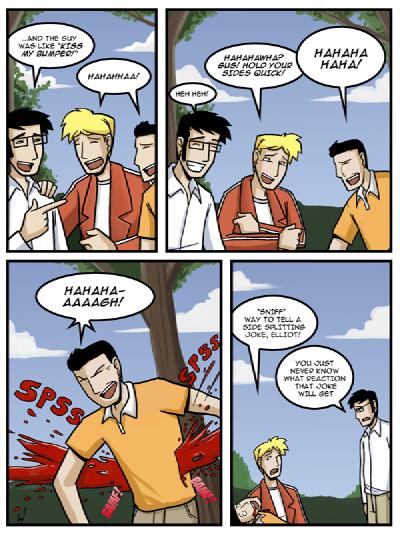 ...AND THE GUY
WAS LIKE "KISS
MY BUMPER!"
HAHAHHAA!
HEH HEH!
HAHAHAWHA?
GUS! HOLD YOUR
SIDES QUICK!
HAHAHA
HAHA!
HAHAHA-
AAAAGH!
SPSS
SPSS
"SNIFF"
WAY TO TELL A
SIDE SPLITTING
JOKE, ELLIOT!
YOU JUST
NEVER KNOW
WHAT REACTION
THAT JOKE
WILL GET